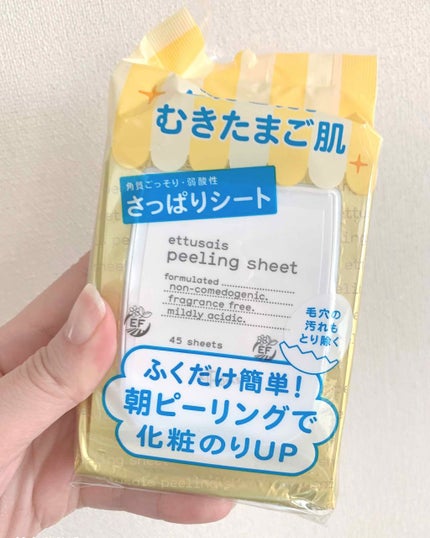 むきたまご肌
角質ごっそり・弱酸性
さっぱりシート
ettusais
peeling sheet
formulated
non-comedogenic.
fragrance free.
mildly acidic.
45 sheets
EF
EF
毛穴の
汚れも
とり除く
ふくだけ簡単!
朝ピーリングで
化粧のりUP